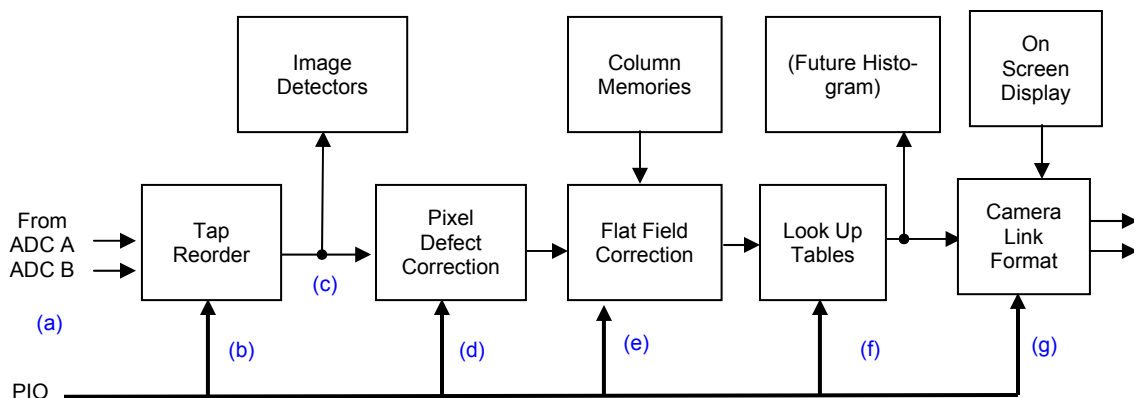 Image
Detectors
Column
Memories
(Future Histo-
gram)
On
Screen
Display
From
ADC A
ADC B
Tap
Reorder
Pixel
Defect
Correction
Flat Field
Correction
Look Up
Tables
Camera
Link
Format
(a)
(b)
(c)
(d)
(e)
(f)
(g)
PIO